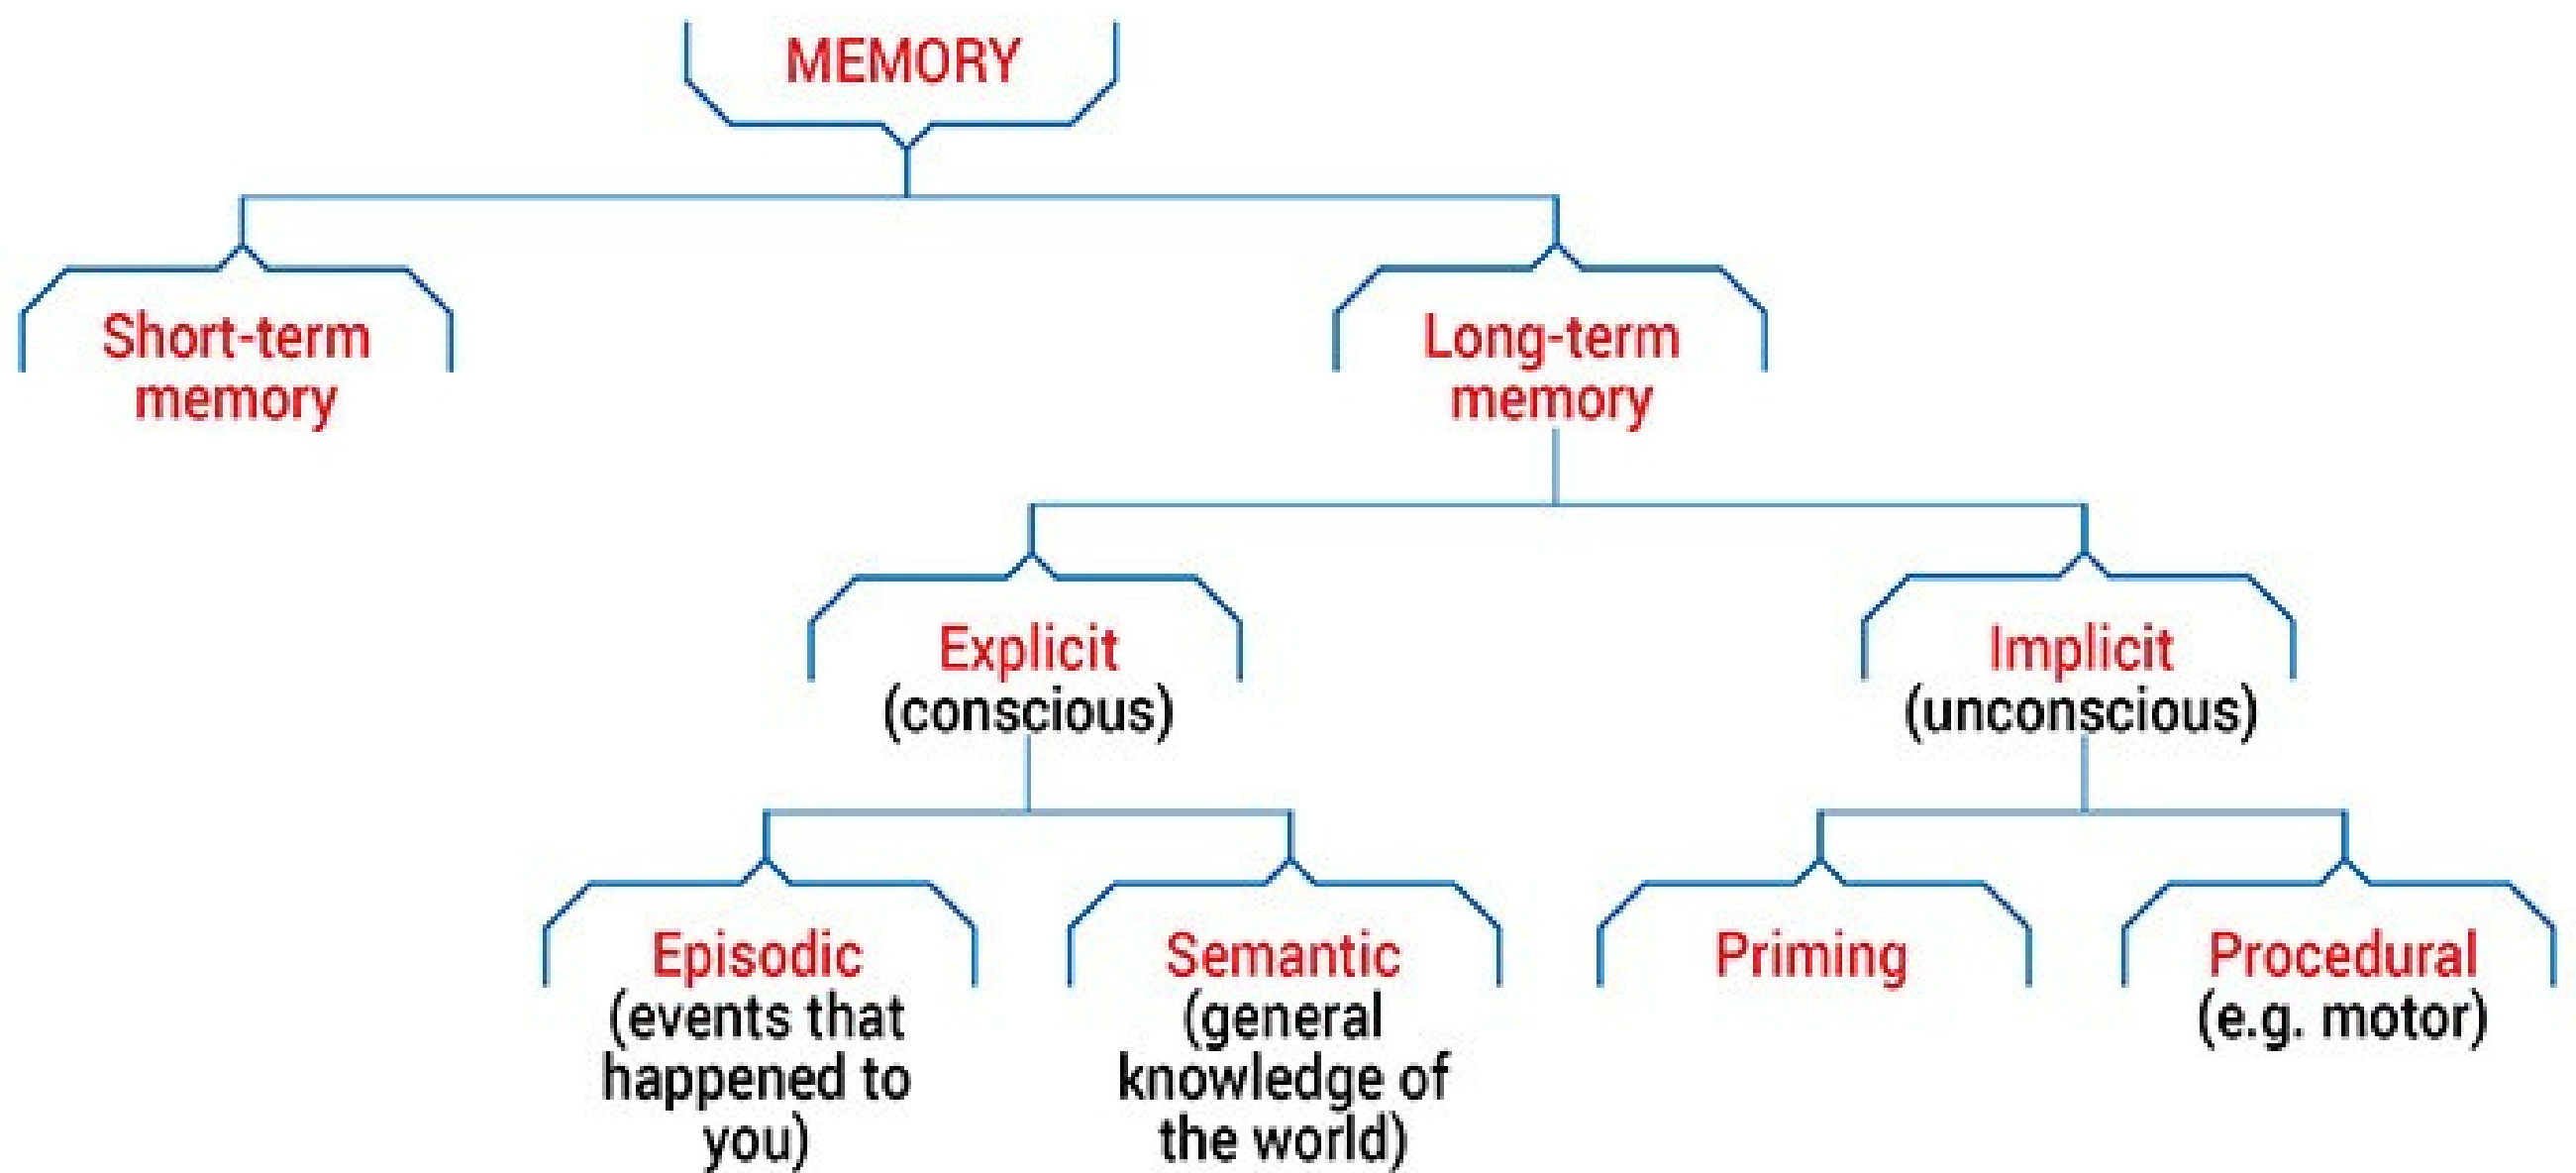 MEMORY
Short-term
memory
Long-term
memory
Explicit
(conscious)
Implicit
(unconscious)
Episodic
(events that
happened to
you)
Semantic
(general
knowledge of
the world)
Priming
Procedural
(e.g. motor)